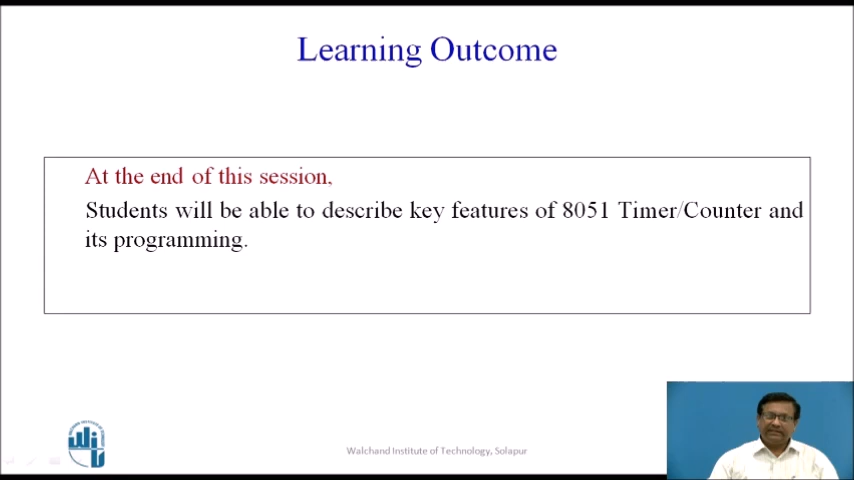 Learning Outcome
At the end of this session,
Students will be able to describe key features of 8051 Timer/Counter and
its programming.
Walchand Institute of Technology, Solapur